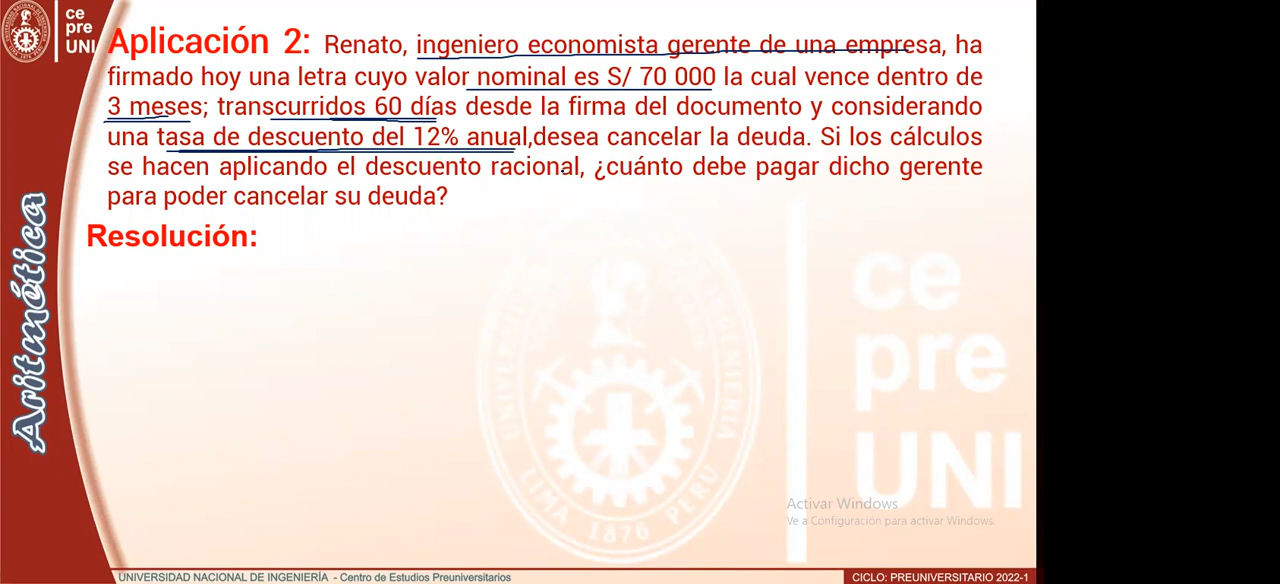 ce
pre
UNI
Aplicación 2: Renato, ingeniero economista gerente de una empresa, ha
firmado hoy una letra cuyo valor nominal es S/ 70 000 la cual vence dentro de
3 meses; transcurridos 60 días desde la firma del documento y considerando
una tasa de descuento del 12% anual,desea cancelar la deuda. Si los cálculos
se hacen aplicando el descuento racional, ¿cuánto debe pagar dicho gerente
para poder cancelar su deuda?
Resolución:
Aritmética
ce
pre
UNI
LIMA 1876 PERU
Activar Windows
Ve a Configuración para activar Windows.
UNIVERSIDAD NACIONAL DE INGENIERÍA - Centro de Estudios Preuniversitarios
CICLO: PREUNIVERSITARIO 2022-1